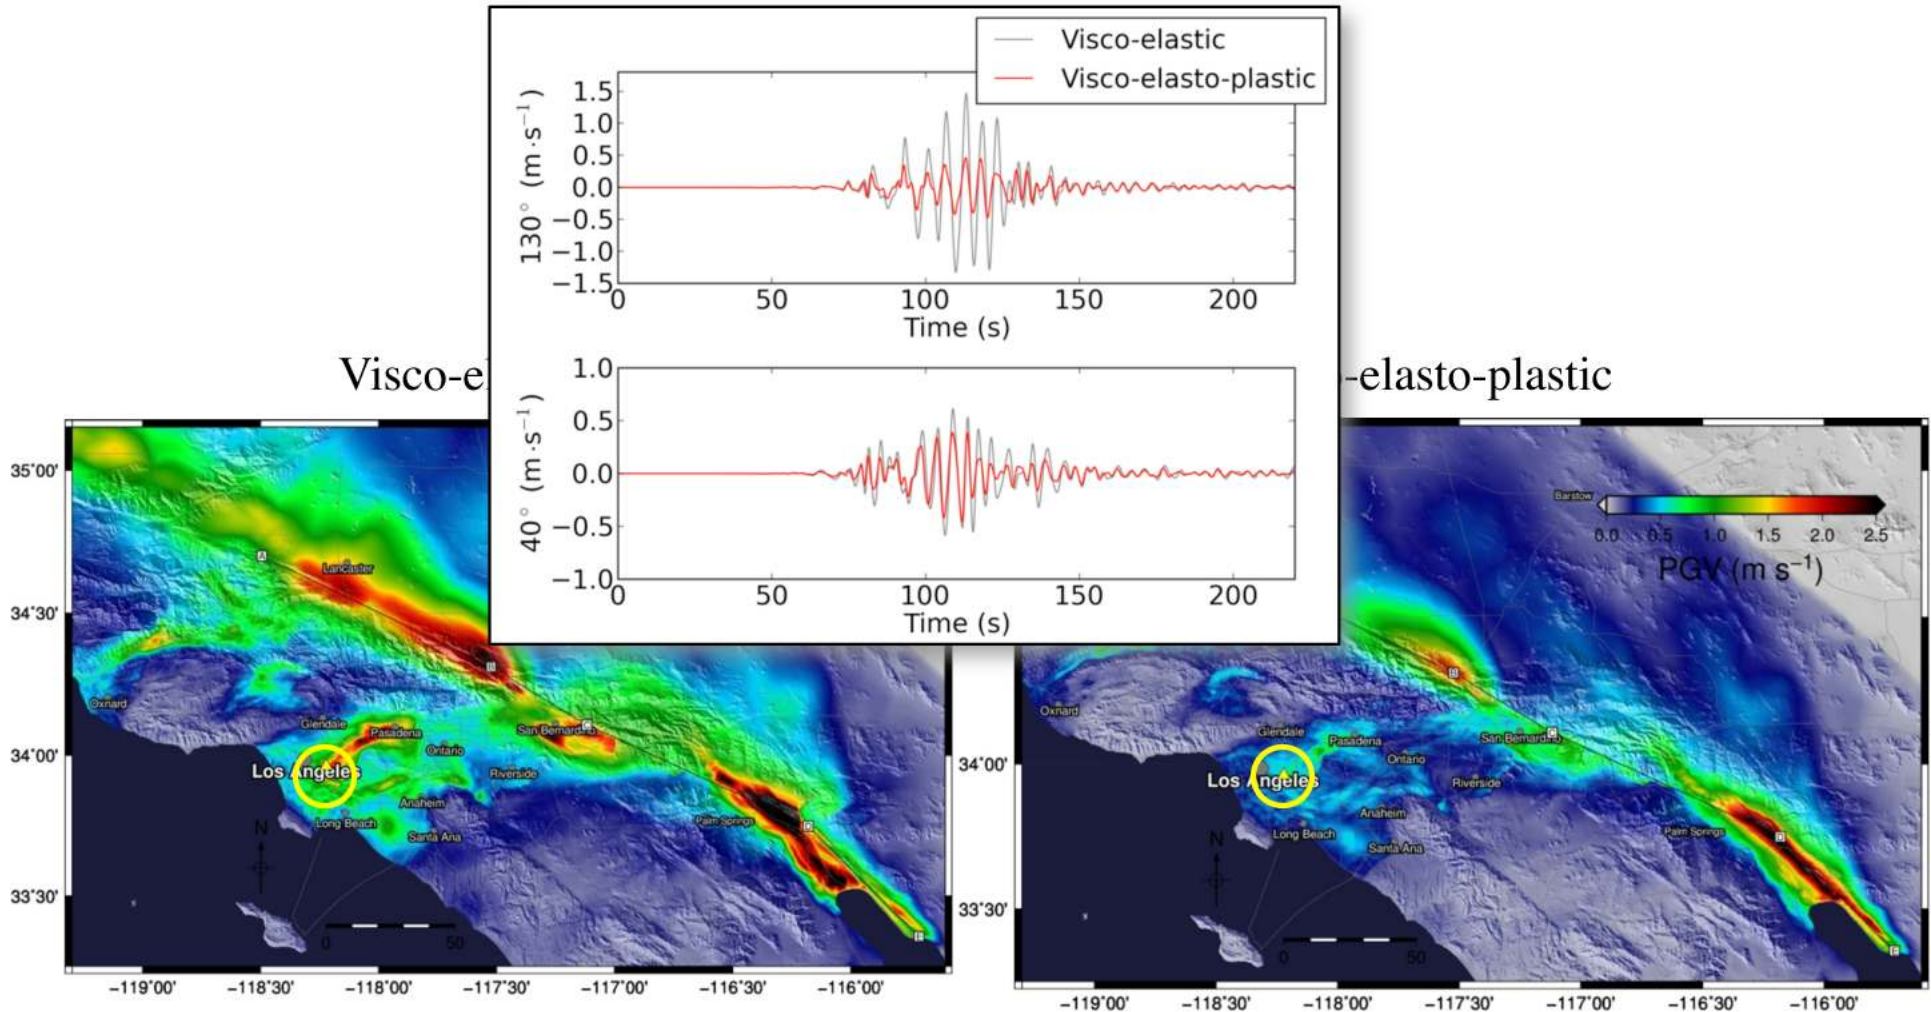 Visco-elastic
Visco-elasto-plastic
130° (m·s⁻¹)
1.5
1.0
0.5
0.0
−0.5
−1.0
−1.5
0 50 100 150 200
Time (s)
40° (m·s⁻¹)
1.0
0.5
0.0
−0.5
−1.0
0 50 100 150 200
Time (s)
Visco-el
-elasto-plastic
35°00'
34°30'
34°00'
33°30'
A
Lancaster
B
C
Oxnard
Glendale
Pasadena
San Bernardino
Ontario
Los Angeles
Riverside
Anaheim
Long Beach
Santa Ana
Palm Springs
D
E
N
0 50
−119°00' −118°30' −118°00' −117°30' −117°00' −116°30' −116°00'
Barstow
0.0 0.5 1.0 1.5 2.0 2.5
PGV (m s⁻¹)
B
C
Oxnard
Glendale
Pasadena
San Bernardino
Ontario
34°00'
Los Angeles
Riverside
Anaheim
Long Beach
Santa Ana
Palm Springs
D
E
N
33°30'
0 50
−119°00' −118°30' −118°00' −117°30' −117°00' −116°30' −116°00'